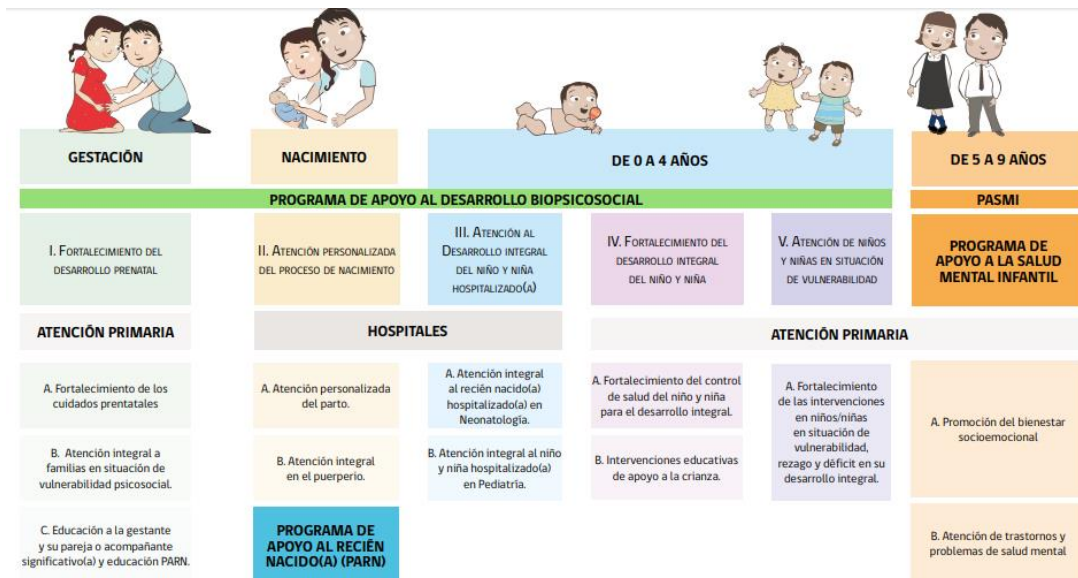 GESTACIÓN
NACIMIENTO
DE 0 A 4 AÑOS
DE 5 A 9 AÑOS
PROGRAMA DE APOYO AL DESARROLLO BIOPSICOSOCIAL
PASMI
I. FORTALECIMIENTO DEL
DESARROLLO PRENATAL
II. ATENCIÓN PERSONALIZADA
DEL PROCESO DE NACIMIENTO
III. ATENCIÓN AL
DESARROLLO INTEGRAL
DEL NIÑO Y NIÑA
HOSPITALIZADO(A)
IV. FORTALECIMIENTO DEL
DESARROLLO INTEGRAL
DEL NIÑO Y NIÑA
V. ATENCIÓN DE NIÑOS
Y NIÑAS EN SITUACIÓN
DE VULNERABILIDAD
PROGRAMA DE
APOYO A LA SALUD
MENTAL INFANTIL
ATENCIÓN PRIMARIA
HOSPITALES
ATENCIÓN PRIMARIA
A. Fortalecimiento de los
cuidados prentatales
B. Atención integral a
familias en situación de
vulnerabilidad psicosocial.
C. Educación a la gestante
y su pareja o acompañante
significativo(a) y educación PARN.
A. Atención personalizada
del parto.
B. Atención integral
en el puerperio.
PROGRAMA DE
APOYO AL RECIÉN
NACIDO(A) (PARN)
A. Atención integral
al recién nacido(a)
hospitalizado(a) en
Neonatología.
B. Atención integral al niño
y niña hospitalizado(a)
en Pediatría.
A. Fortalecimiento del control
de salud del niño y niña
para el desarrollo integral.
B. Intervenciones educativas
de apoyo a la crianza.
A. Fortalecimiento
de las intervenciones
en niños/niñas
en situación de
vulnerabilidad,
rezago y déficit en su
desarrollo integral.
A. Promoción del bienestar
socioemocional
B. Atención de trastornos y
problemas de salud mental